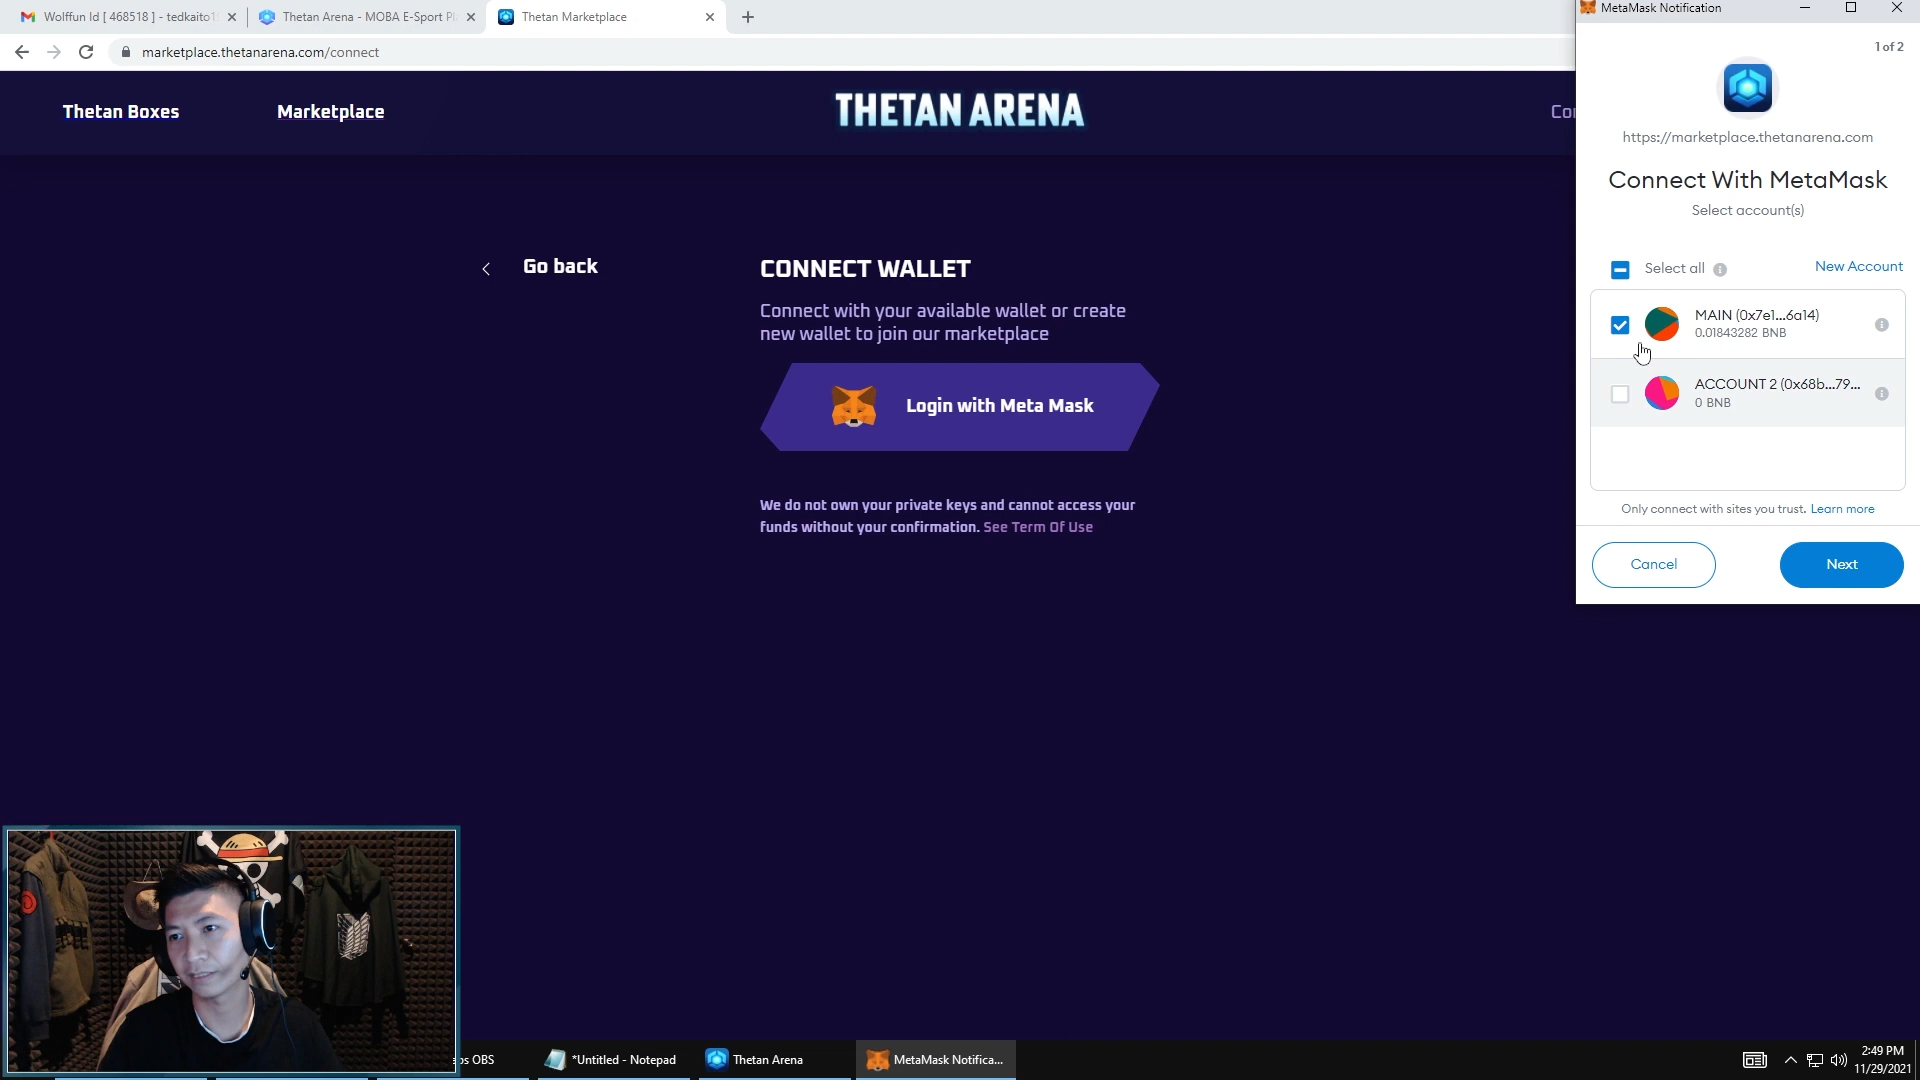 Wolffun Id [ 468518 ] - tedkaito1
Thetan Arena - MOBA E-Sport Pl
Thetan Marketplace
marketplace.thetanarena.com/connect
MetaMask Notification
1 of 2
Thetan Boxes
Marketplace
THETAN ARENA
Co
https://marketplace.thetanarena.com
Connect With MetaMask
Select account(s)
Select all
New Account
MAIN (0x7e1...6a14)
0.01843282 BNB
ACCOUNT 2 (0x68b...79...
0 BNB
Only connect with sites you trust. Learn more
Cancel
Next
Go back
CONNECT WALLET
Connect with your available wallet or create
new wallet to join our marketplace
Login with Meta Mask
We do not own your private keys and cannot access your
funds without your confirmation. See Term Of Use
OBS
*Untitled - Notepad
Thetan Arena
MetaMask Notifica...
2:49 PM
11/29/2021